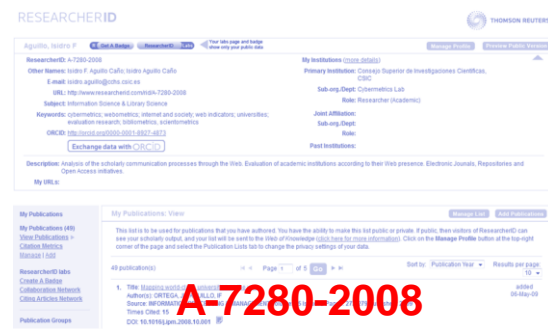 RESEARCHERID
THOMSON REUTERS
Aguillo, Isidro F
Get A Badge
ResearcherID Labs
Your labs page and badge
show only your public data
Manage Profile
Preview Public Version
ResearcherID: A-7280-2008
Other Names: Isidro F. Aguillo Caño; Isidro Aguillo Caño
E-mail: isidro.aguillo@cchs.csic.es
URL: http://www.researcherid.com/rid/A-7280-2008
Subject: Information Science & Library Science
Keywords: cybermetrics; webometrics; internet and society; web indicators; universities;
evaluation research; bibliometrics, scientometrics
ORCID: http://orcid.org/0000-0001-8927-4873
Exchange data with ORCID
My Institutions (more details)
Primary Institution: Consejo Superior de Investigaciones Cientificas,
CSIC
Sub-org./Dept: Cybermetrics Lab
Role: Researcher (Academic)
Joint Affiliation:
Sub-org./Dept:
Role:
Past Institutions:
Description: Analysis of the scholarly communication processes through the Web. Evaluation of academic institutions according to their Web presence. Electronic Journals, Repositories and
Open Access initiatives.
My URLs:
My Publications
My Publications (49)
View Publications
Citation Metrics
Manage | Add
ResearcherID labs
Create A Badge
Collaboration Network
Citing Articles Network
Publication Groups
My Publications: View
Manage List
Add Publications
This list is to be used for publications that you have authored. You have the ability to make this list public or private. If public, then visitors of ResearcherID can
see your scholarly output, and your list will be sent to the Web of Knowledge (click here for more information). Click on the Manage Profile button at the top-right
corner of the page and select the Publication Lists tab to change the privacy settings of your data.
49 publication(s)
Page
of 5
Go
Sort by: Publication Year
Results per page:
10
1. Title: Mapping world-class
Author(s): ORTEGA,
Source: INFORMATION
Times Cited: 15
DOI: 10.1016/j.ipm.2008.10.001
added
06-May-09
A-7280-2008